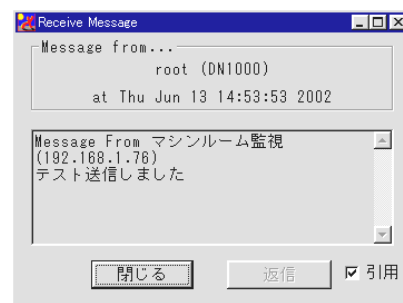 Receive Message
Message from...
root (DN1000)
at Thu Jun 13 14:53:53 2002
Message From マシンルーム監視
(192.168.1.76)
テスト送信しました
閉じる
返信
引用